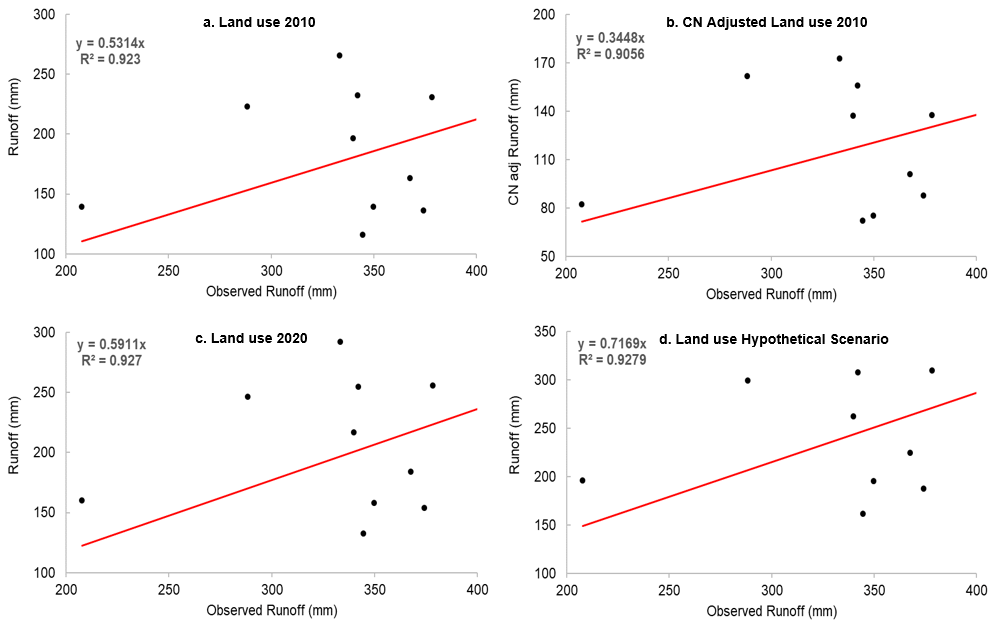 a. Land use 2010
y = 0.5314x
R² = 0.923
300
250
200
150
100
200
250
300
350
400
Runoff (mm)
Observed Runoff (mm)
b. CN Adjusted Land use 2010
y = 0.3448x
R² = 0.9056
200
170
140
110
80
50
200
250
300
350
400
CN adj Runoff (mm)
Observed Runoff (mm)
c. Land use 2020
y = 0.5911x
R² = 0.927
300
250
200
150
100
200
250
300
350
400
Runoff (mm)
Observed Runoff (mm)
d. Land use Hypothetical Scenario
y = 0.7169x
R² = 0.9279
350
300
250
200
150
100
200
250
300
350
400
Runoff (mm)
Observed Runoff (mm)